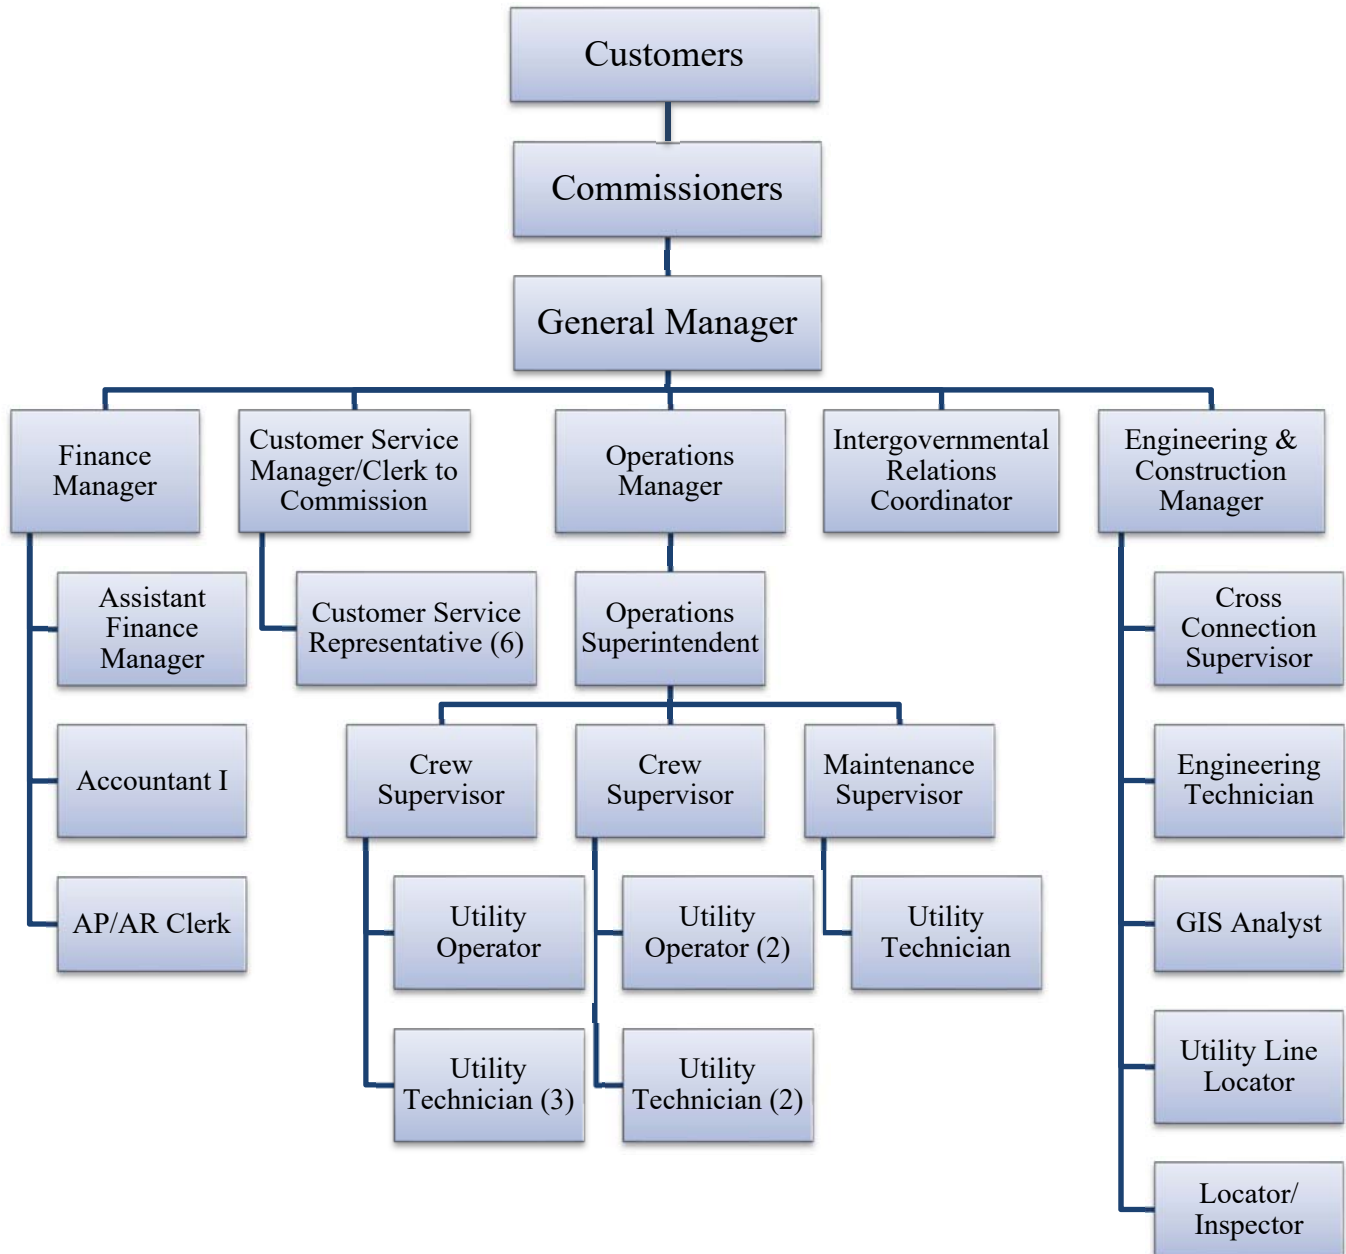 Customers
Commissioners
General Manager
Finance
Manager
Customer Service
Manager/Clerk to
Commission
Operations
Manager
Intergovernmental
Relations
Coordinator
Engineering &
Construction
Manager
Assistant
Finance
Manager
Accountant I
AP/AR Clerk
Customer Service
Representative (6)
Operations
Superintendent
Crew
Supervisor
Utility
Operator
Utility
Technician (3)
Crew
Supervisor
Utility
Operator (2)
Utility
Technician (2)
Maintenance
Supervisor
Utility
Technician
Cross
Connection
Supervisor
Engineering
Technician
GIS Analyst
Utility Line
Locator
Locator/
Inspector